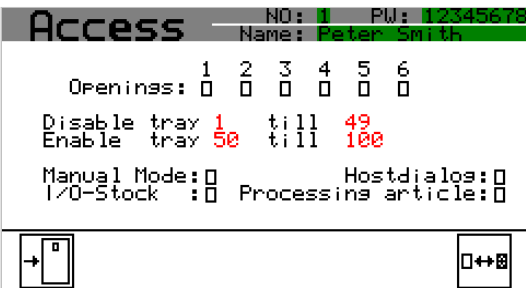 Access
NO: 1 PW: 12345678
Name: Peter Smith
1 2 3 4 5 6
Openings:
Disable tray 1 till 49
Enable tray 50 till 100
Manual Mode: Hostdialog:
I/O-Stock : Processing article: